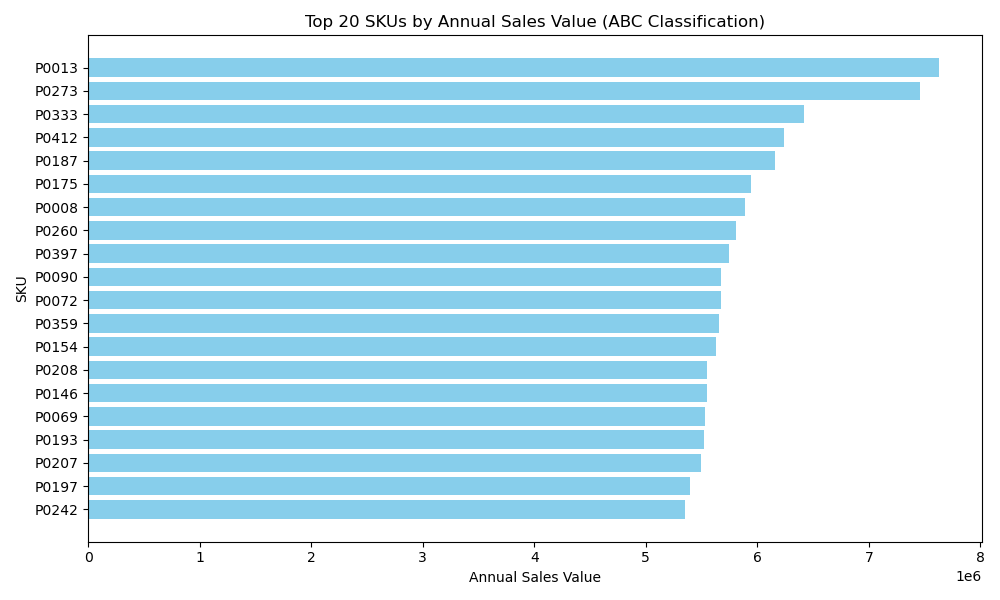 Top 20 SKUs by Annual Sales Value (ABC Classification)
SKU
P0013
P0273
P0333
P0412
P0187
P0175
P0008
P0260
P0397
P0090
P0072
P0359
P0154
P0208
P0146
P0069
P0193
P0207
P0197
P0242
0 1 2 3 4 5 6 7 8
1e6
Annual Sales Value